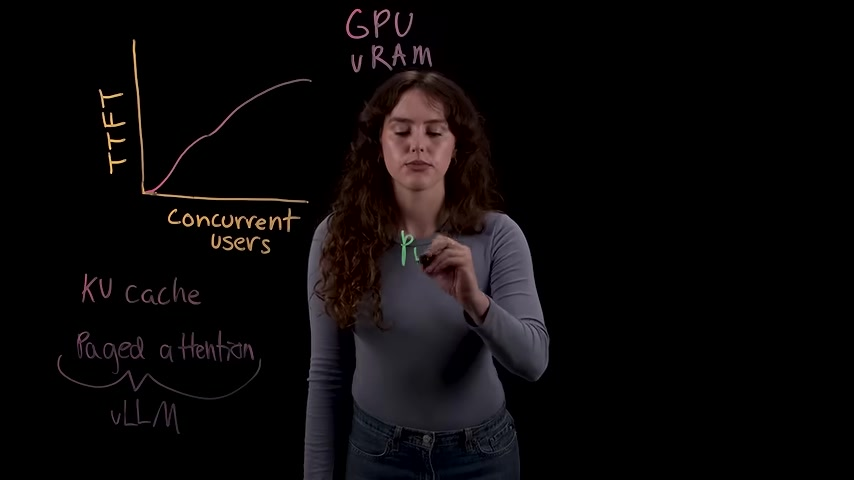 GPU
vRAM
TTFT
Concurrent
users
KV cache
Paged attention
vLLM